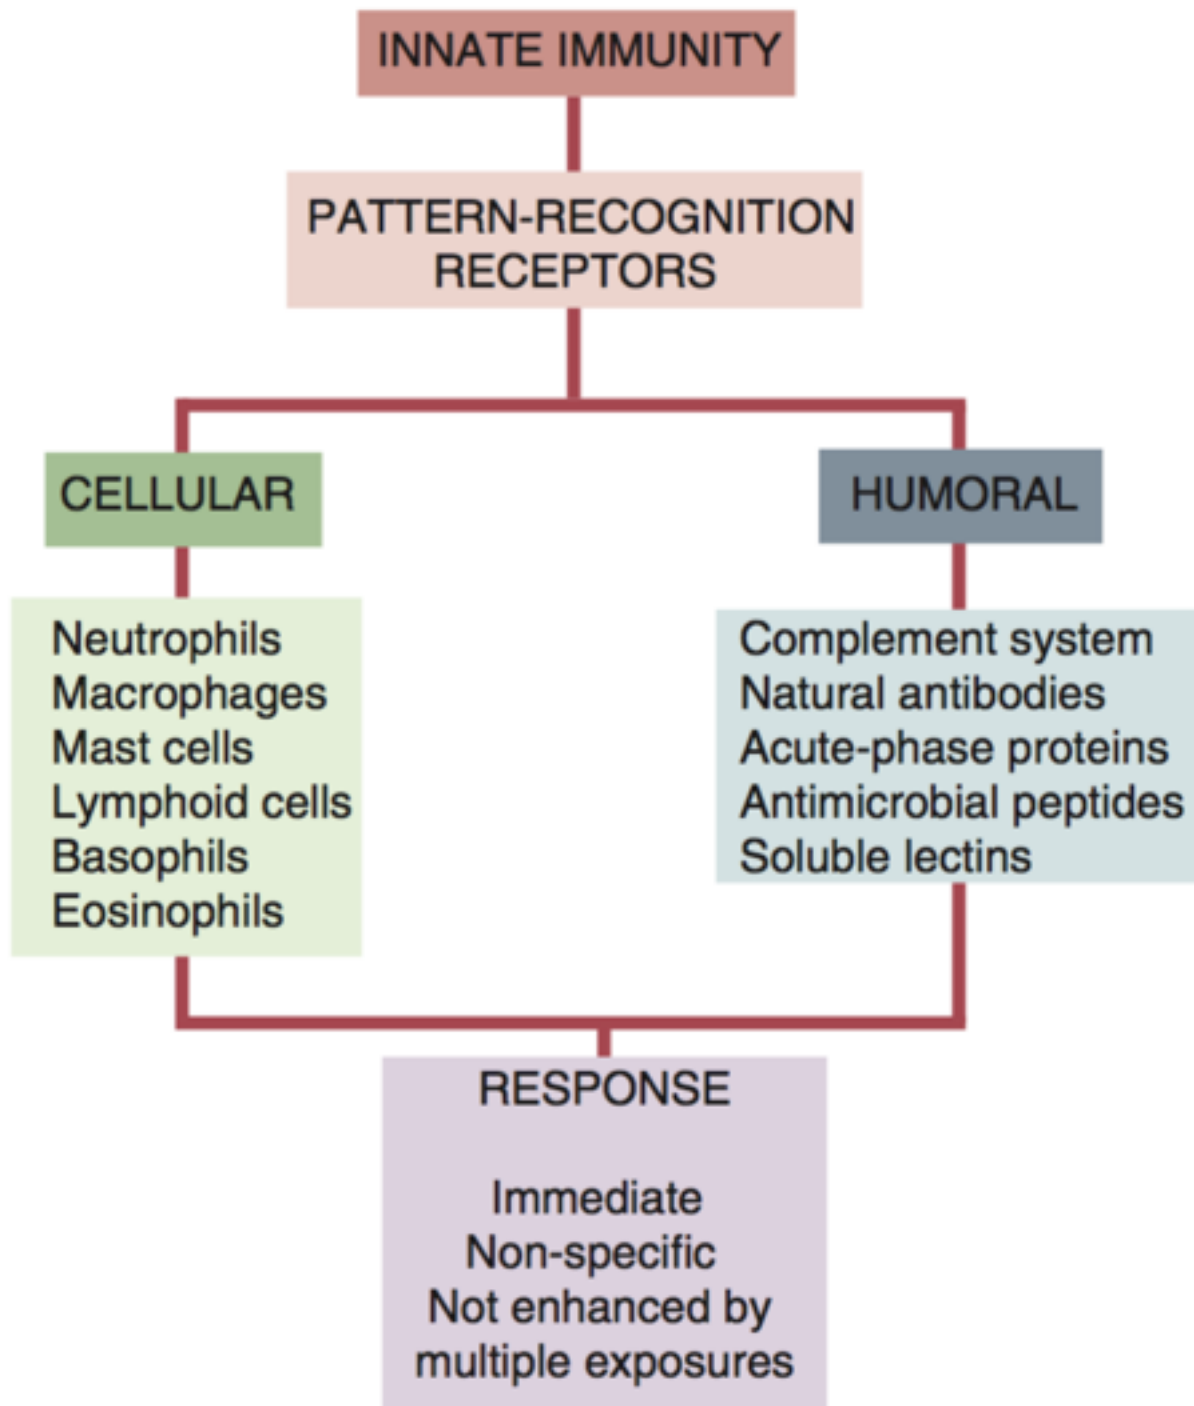 INNATE IMMUNITY
PATTERN-RECOGNITION
RECEPTORS
CELLULAR
HUMORAL
Neutrophils
Macrophages
Mast cells
Lymphoid cells
Basophils
Eosinophils
Complement system
Natural antibodies
Acute-phase proteins
Antimicrobial peptides
Soluble lectins
RESPONSE
Immediate
Non-specific
Not enhanced by
multiple exposures